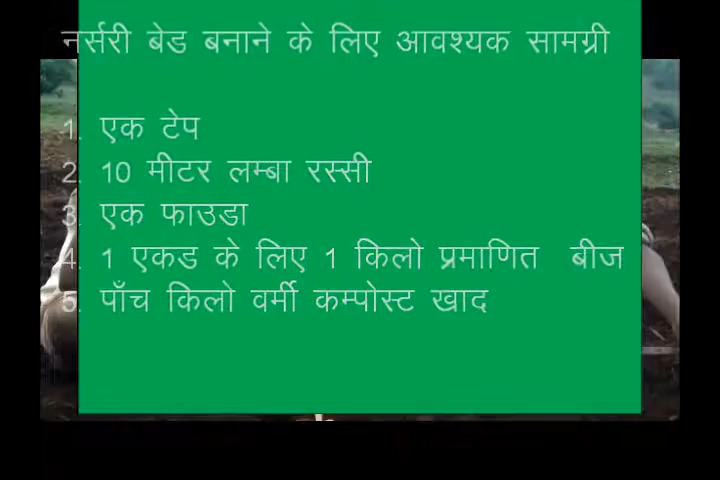 नर्सरी बेड बनाने के लिए आवश्यक सामग्री
1. एक टेप
2. 10 मीटर लम्बा रस्सी
3. एक फाउडा
4. 1 एकड के लिए 1 किलो प्रमाणित बीज
5. पाँच किलो वर्मी कम्पोस्ट खाद